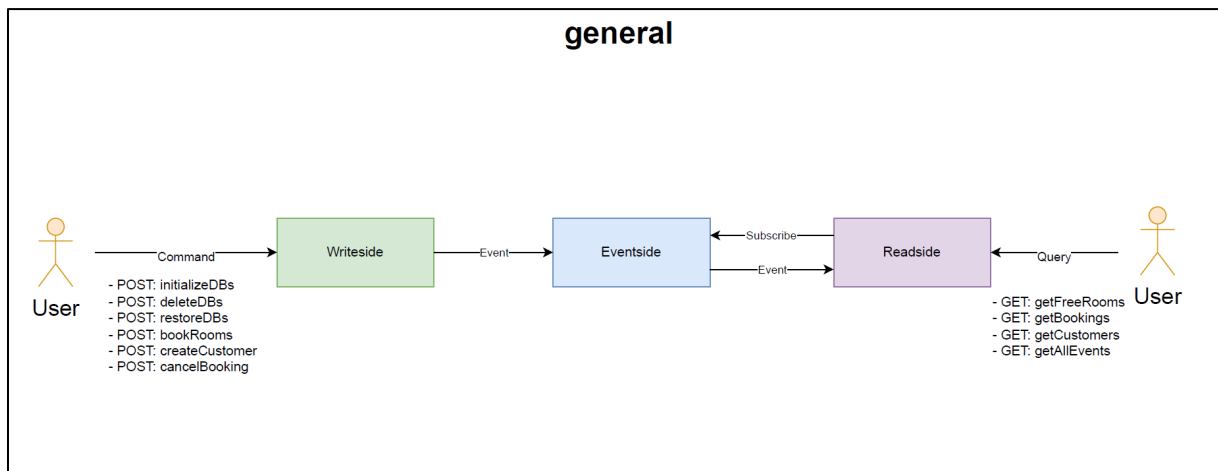 general
User
Command
- POST: initializeDBs
- POST: deleteDBs
- POST: restoreDBs
- POST: bookRooms
- POST: createCustomer
- POST: cancelBooking
Writeside
Event
Eventside
Subscribe
Event
Readside
Query
- GET: getFreeRooms
- GET: getBookings
- GET: getCustomers
- GET: getAllEvents
User